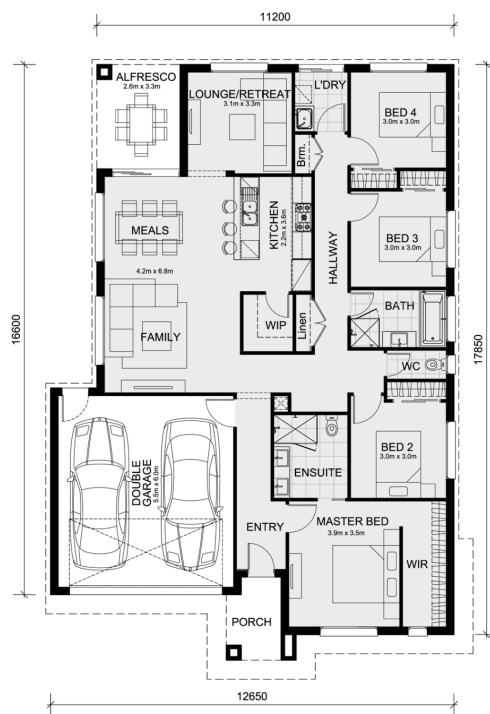 11200
ALFRESCO
2.6m x 3.3m
LOUNGE/RETREAT
3.1m x 3.3m
L'DRY
BED 4
3.0m x 3.0m
Brm.
MEALS
KITCHEN
2.2m x 3.6m
HALLWAY
BED 3
3.0m x 3.0m
4.2m x 6.8m
16600
17850
FAMILY
WIP
Linen
BATH
WC
DOUBLE
GARAGE
5.5m x 6.0m
BED 2
3.0m x 3.0m
ENSUITE
ENTRY
MASTER BED
3.9m x 3.5m
WIR
PORCH
12650